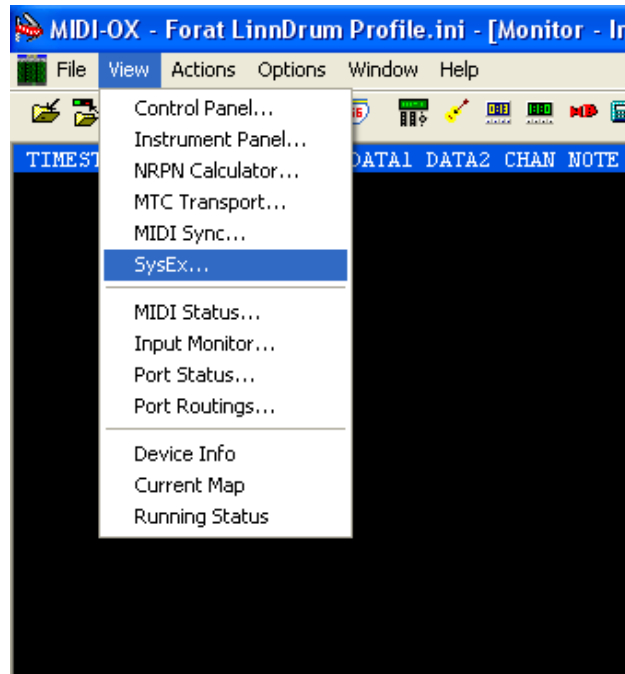 MIDI-OX - Forat LinnDrum Profile.ini - [Monitor - In
File View Actions Options Window Help
TIMEST DATA1 DATA2 CHAN NOTE
Control Panel...
Instrument Panel...
NRPN Calculator...
MTC Transport...
MIDI Sync...
SysEx...
MIDI Status...
Input Monitor...
Port Status...
Port Routings...
Device Info
Current Map
Running Status